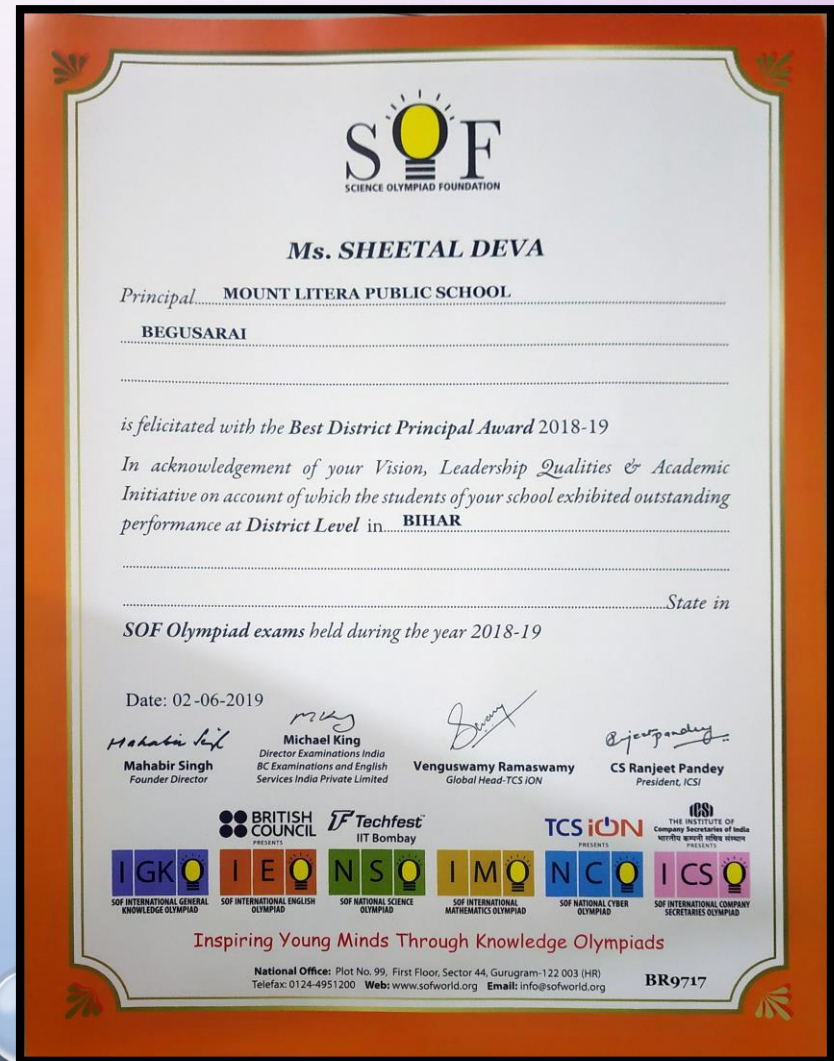 SOF
SCIENCE OLYMPIAD FOUNDATION
Ms. SHEETAL DEVA
Principal..... MOUNT LITERA PUBLIC SCHOOL
BEGUSARAI
is felicitated with the Best District Principal Award 2018-19
In acknowledgement of your Vision, Leadership Qualities & Academic
Initiative on account of which the students of your school exhibited outstanding
performance at District Level in.... BIHAR
State in
SOF Olympiad exams held during the year 2018-19
Date: 02-06-2019
Mahabir Singh
Founder Director
Michael King
Director Examinations India
BC Examinations and English
Services India Private Limited
Venguswamy Ramaswamy
Global Head-TCS iON
CS Ranjeet Pandey
President, ICSI
BRITISH COUNCIL
PRESENTS
Techfest
IIT Bombay
TCS iON
PRESENTS
ICSI
THE INSTITUTE OF
Company Secretaries of India
भारतीय कम्पनी सचिव संस्थान
PRESENTS
IGKO
SOF INTERNATIONAL GENERAL
KNOWLEDGE OLYMPIAD
IEO
SOF INTERNATIONAL ENGLISH
OLYMPIAD
NSO
SOF NATIONAL SCIENCE
OLYMPIAD
IMO
SOF INTERNATIONAL
MATHEMATICS OLYMPIAD
NCO
SOF NATIONAL CYBER
OLYMPIAD
ICSO
SOF INTERNATIONAL COMPANY
SECRETARIES OLYMPIAD
Inspiring Young Minds Through Knowledge Olympiads
National Office: Plot No. 99, First Floor, Sector 44, Gurugram-122 003 (HR)
Telefax: 0124-4951200 Web: www.sofworld.org Email: info@sofworld.org
BR9717